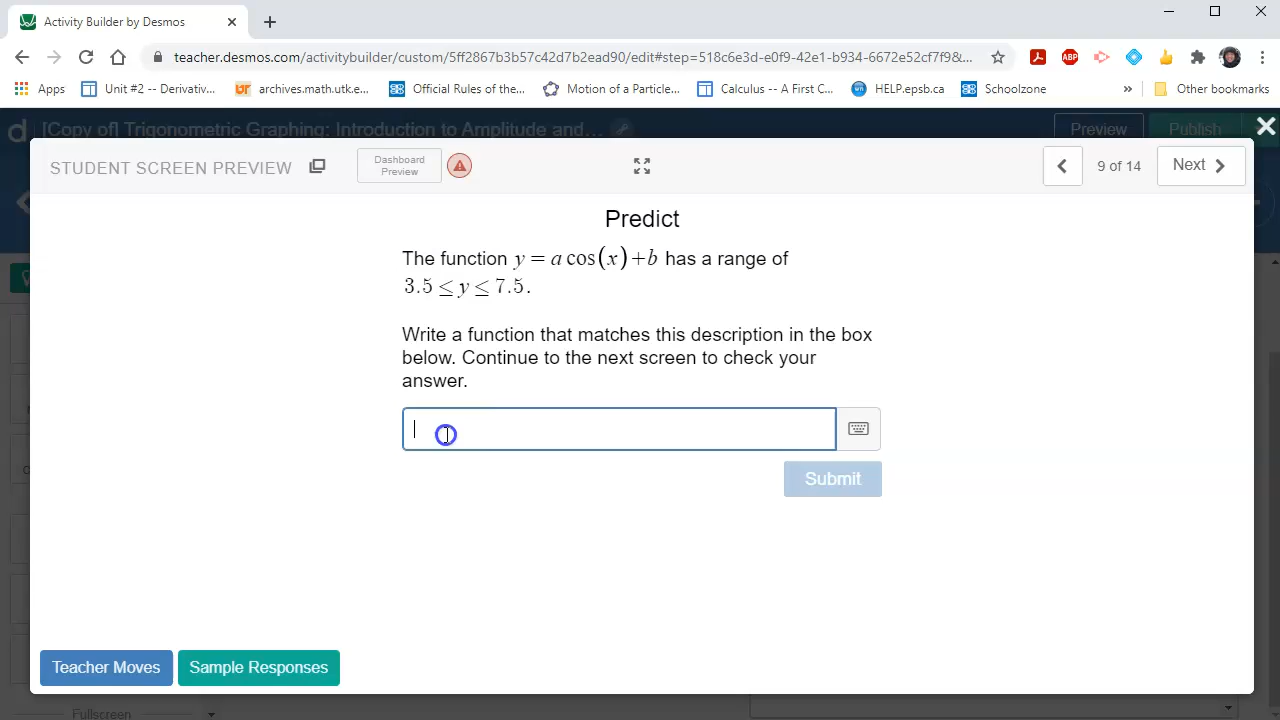 Activity Builder by Desmos
teacher.desmos.com/activitybuilder/custom/5ff2867b3b57c42d7b2ead90/edit#step=518c6e3d-e0f9-42e1-b934-6672e52cf7f9&...
ABP
Apps
Unit #2 -- Derivativ...
archives.math.utk.e...
Official Rules of the...
Motion of a Particle...
Calculus -- A First C...
HELP.epsb.ca
Schoolzone
»
Other bookmarks
d [Copy of] Trigonometric Graphing: Introduction to Amplitude and...
Preview
Publish
STUDENT SCREEN PREVIEW
Dashboard
Preview
9 of 14
Next
Predict
The function y = a cos(x)+b has a range of
3.5 ≤ y ≤ 7.5.
Write a function that matches this description in the box
below. Continue to the next screen to check your
answer.
Submit
Teacher Moves
Sample Responses
Fullscreen